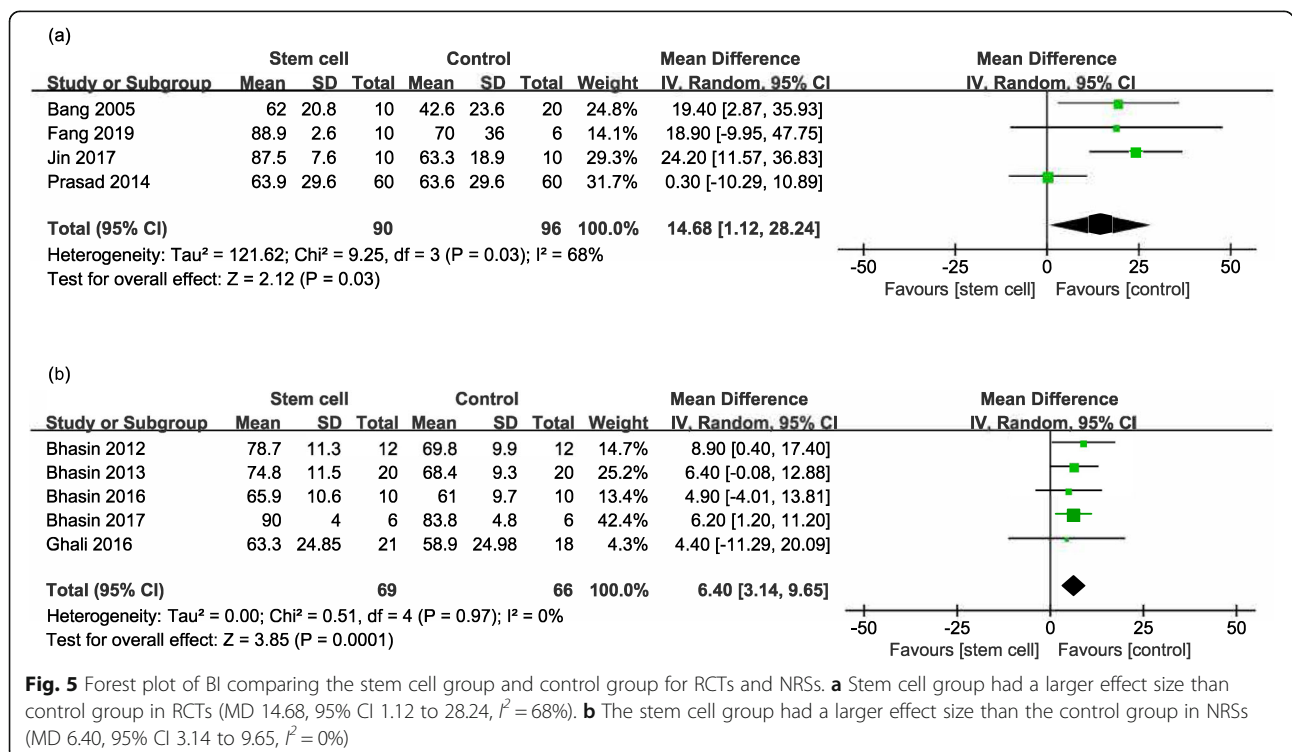 (a)
Stem cell Control Mean Difference Mean Difference
Study or Subgroup Mean SD Total Mean SD Total Weight IV, Random, 95% CI IV, Random, 95% CI
Bang 2005 62 20.8 10 42.6 23.6 20 24.8% 19.40 [2.87, 35.93]
Fang 2019 88.9 2.6 10 70 36 6 14.1% 18.90 [-9.95, 47.75]
Jin 2017 87.5 7.6 10 63.3 18.9 10 29.3% 24.20 [11.57, 36.83]
Prasad 2014 63.9 29.6 60 63.6 29.6 60 31.7% 0.30 [-10.29, 10.89]
Total (95% CI) 90 96 100.0% 14.68 [1.12, 28.24]
Heterogeneity: Tau² = 121.62; Chi² = 9.25, df = 3 (P = 0.03); I² = 68%
Test for overall effect: Z = 2.12 (P = 0.03)
-50 -25 0 25 50
Favours [stem cell] Favours [control]
(b)
Stem cell Control Mean Difference Mean Difference
Study or Subgroup Mean SD Total Mean SD Total Weight IV, Random, 95% CI IV, Random, 95% CI
Bhasin 2012 78.7 11.3 12 69.8 9.9 12 14.7% 8.90 [0.40, 17.40]
Bhasin 2013 74.8 11.5 20 68.4 9.3 20 25.2% 6.40 [-0.08, 12.88]
Bhasin 2016 65.9 10.6 10 61 9.7 10 13.4% 4.90 [-4.01, 13.81]
Bhasin 2017 90 4 6 83.8 4.8 6 42.4% 6.20 [1.20, 11.20]
Ghali 2016 63.3 24.85 21 58.9 24.98 18 4.3% 4.40 [-11.29, 20.09]
Total (95% CI) 69 66 100.0% 6.40 [3.14, 9.65]
Heterogeneity: Tau² = 0.00; Chi² = 0.51, df = 4 (P = 0.97); I² = 0%
Test for overall effect: Z = 3.85 (P = 0.0001)
-50 -25 0 25 50
Favours [stem cell] Favours [control]
Fig. 5 Forest plot of BI comparing the stem cell group and control group for RCTs and NRSs. a Stem cell group had a larger effect size than
control group in RCTs (MD 14.68, 95% CI 1.12 to 28.24, I² = 68%). b The stem cell group had a larger effect size than the control group in NRSs
(MD 6.40, 95% CI 3.14 to 9.65, I² = 0%)